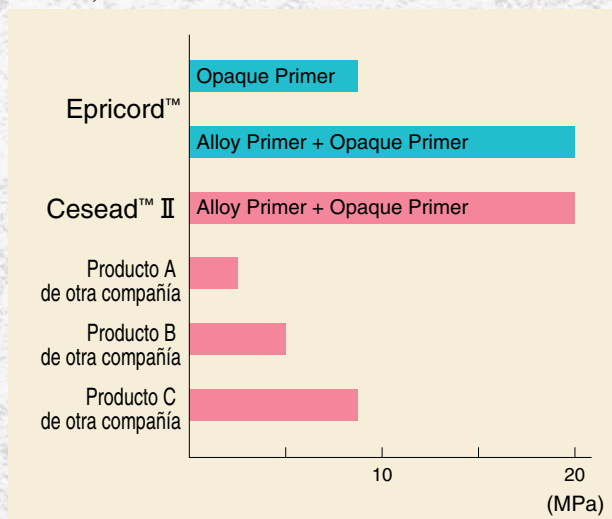 Opaque Primer
Epricord™
Alloy Primer + Opaque Primer
Cesead™ Ⅱ Alloy Primer + Opaque Primer
Producto A
de otra compañía
Producto B
de otra compañía
Producto C
de otra compañía
10 20
(MPa)